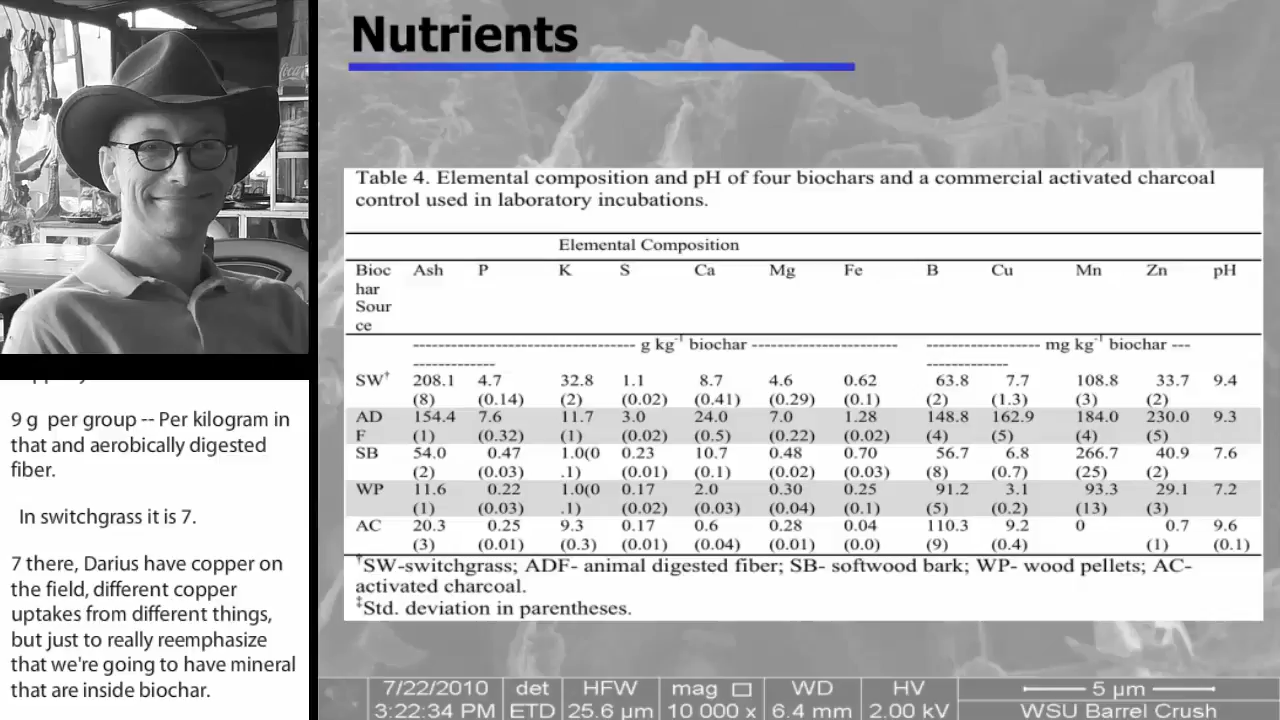 Nutrients
Table 4. Elemental composition and pH of four biochars and a commercial activated charcoal
control used in laboratory incubations.
Elemental Composition
Bioc Ash P K S Ca Mg Fe B Cu Mn Zn pH
har
Sour
ce
----------------------------------- g kg⁻¹ biochar ----------------------- ------------------ mg kg⁻¹ biochar ---
------------- -------------
SW† 208.1 4.7 32.8 1.1 8.7 4.6 0.62 63.8 7.7 108.8 33.7 9.4
(8) (0.14) (2) (0.02) (0.41) (0.29) (0.1) (2) (1.3) (3) (2)
AD 154.4 7.6 11.7 3.0 24.0 7.0 1.28 148.8 162.9 184.0 230.0 9.3
F (1) (0.32) (1) (0.02) (0.5) (0.22) (0.02) (4) (5) (4) (5)
SB 54.0 0.47 1.0(0 0.23 10.7 0.48 0.70 56.7 6.8 266.7 40.9 7.6
(2) (0.03) .1) (0.01) (0.1) (0.02) (0.03) (8) (0.7) (25) (2)
WP 11.6 0.22 1.0(0 0.17 2.0 0.30 0.25 91.2 3.1 93.3 29.1 7.2
(1) (0.03) .1) (0.02) (0.03) (0.04) (0.1) (5) (0.2) (13) (3)
AC 20.3 0.25 9.3 0.17 0.6 0.28 0.04 110.3 9.2 0 0.7 9.6
(3) (0.01) (0.3) (0.01) (0.04) (0.01) (0.0) (9) (0.4) (1) (0.1)
†SW-switchgrass; ADF- animal digested fiber; SB- softwood bark; WP- wood pellets; AC-
activated charcoal.
‡Std. deviation in parentheses.
7/22/2010 det HFW mag WD HV 5 µm
3:22:34 PM ETD 25.6 µm 10 000 x 6.4 mm 2.00 kV WSU Barrel Crush
9 g per group -- Per kilogram in
that and aerobically digested
fiber.
In switchgrass it is 7.
7 there, Darius have copper on
the field, different copper
uptakes from different things,
but just to really reemphasize
that we're going to have mineral
that are inside biochar.